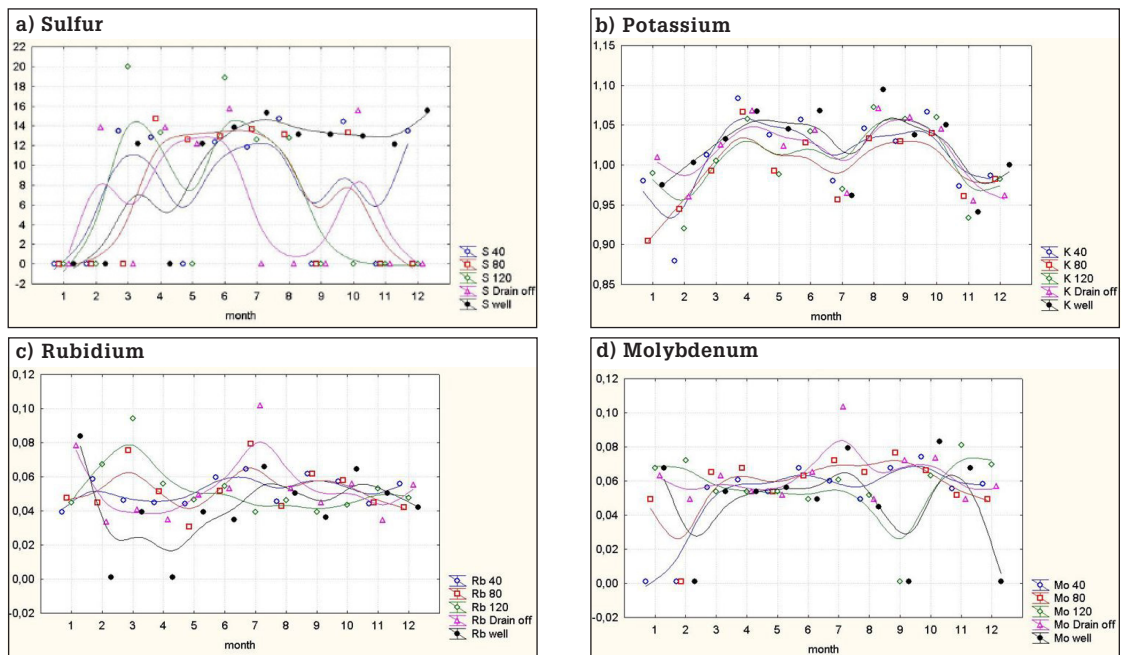 a) Sulfur
22
20
18
16
14
12
10
8
6
4
2
0
-2
1 2 3 4 5 6 7 8 9 10 11 12
month
S 40
S 80
S 120
S Drain off
S well
b) Potassium
1,15
1,10
1,05
1,00
0,95
0,90
0,85
1 2 3 4 5 6 7 8 9 10 11 12
month
K 40
K 80
K 120
K Drain off
K well
c) Rubidium
0,12
0,10
0,08
0,06
0,04
0,02
0,00
-0,02
1 2 3 4 5 6 7 8 9 10 11 12
month
Rb 40
Rb 80
Rb 120
Rb Drain off
Rb well
d) Molybdenum
0,12
0,10
0,08
0,06
0,04
0,02
0,00
-0,02
1 2 3 4 5 6 7 8 9 10 11 12
month
Mo 40
Mo 80
Mo 120
Mo Drain off
Mo well